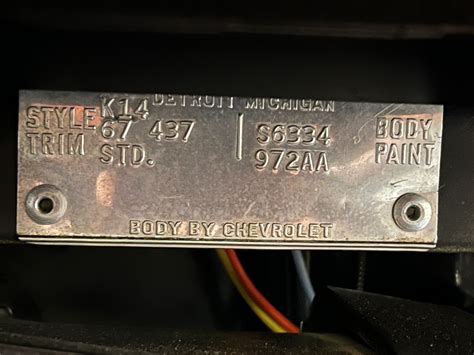 K14 DETROIT MICHIGAN
STYLE 67 437 S6334 BODY
TRIM STD. 972AA PAINT
BODY BY CHEVROLET